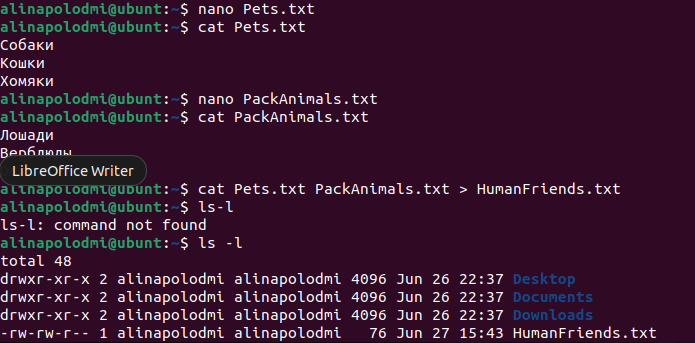 alinapolodmi@ubunt:~$ nano Pets.txt
alinapolodmi@ubunt:~$ cat Pets.txt
Собаки
Кошки
Хомяки
alinapolodmi@ubunt:~$ nano PackAnimals.txt
alinapolodmi@ubunt:~$ cat PackAnimals.txt
Лошади
Верблюды
LibreOffice Writer
alinapolodmi@ubunt:~$ cat Pets.txt PackAnimals.txt > HumanFriends.txt
alinapolodmi@ubunt:~$ ls-l
ls-l: command not found
alinapolodmi@ubunt:~$ ls -l
total 48
drwxr-xr-x 2 alinapolodmi alinapolodmi 4096 Jun 26 22:37 Desktop
drwxr-xr-x 2 alinapolodmi alinapolodmi 4096 Jun 26 22:37 Documents
drwxr-xr-x 2 alinapolodmi alinapolodmi 4096 Jun 26 22:37 Downloads
-rw-rw-r-- 1 alinapolodmi alinapolodmi 76 Jun 27 15:43 HumanFriends.txt